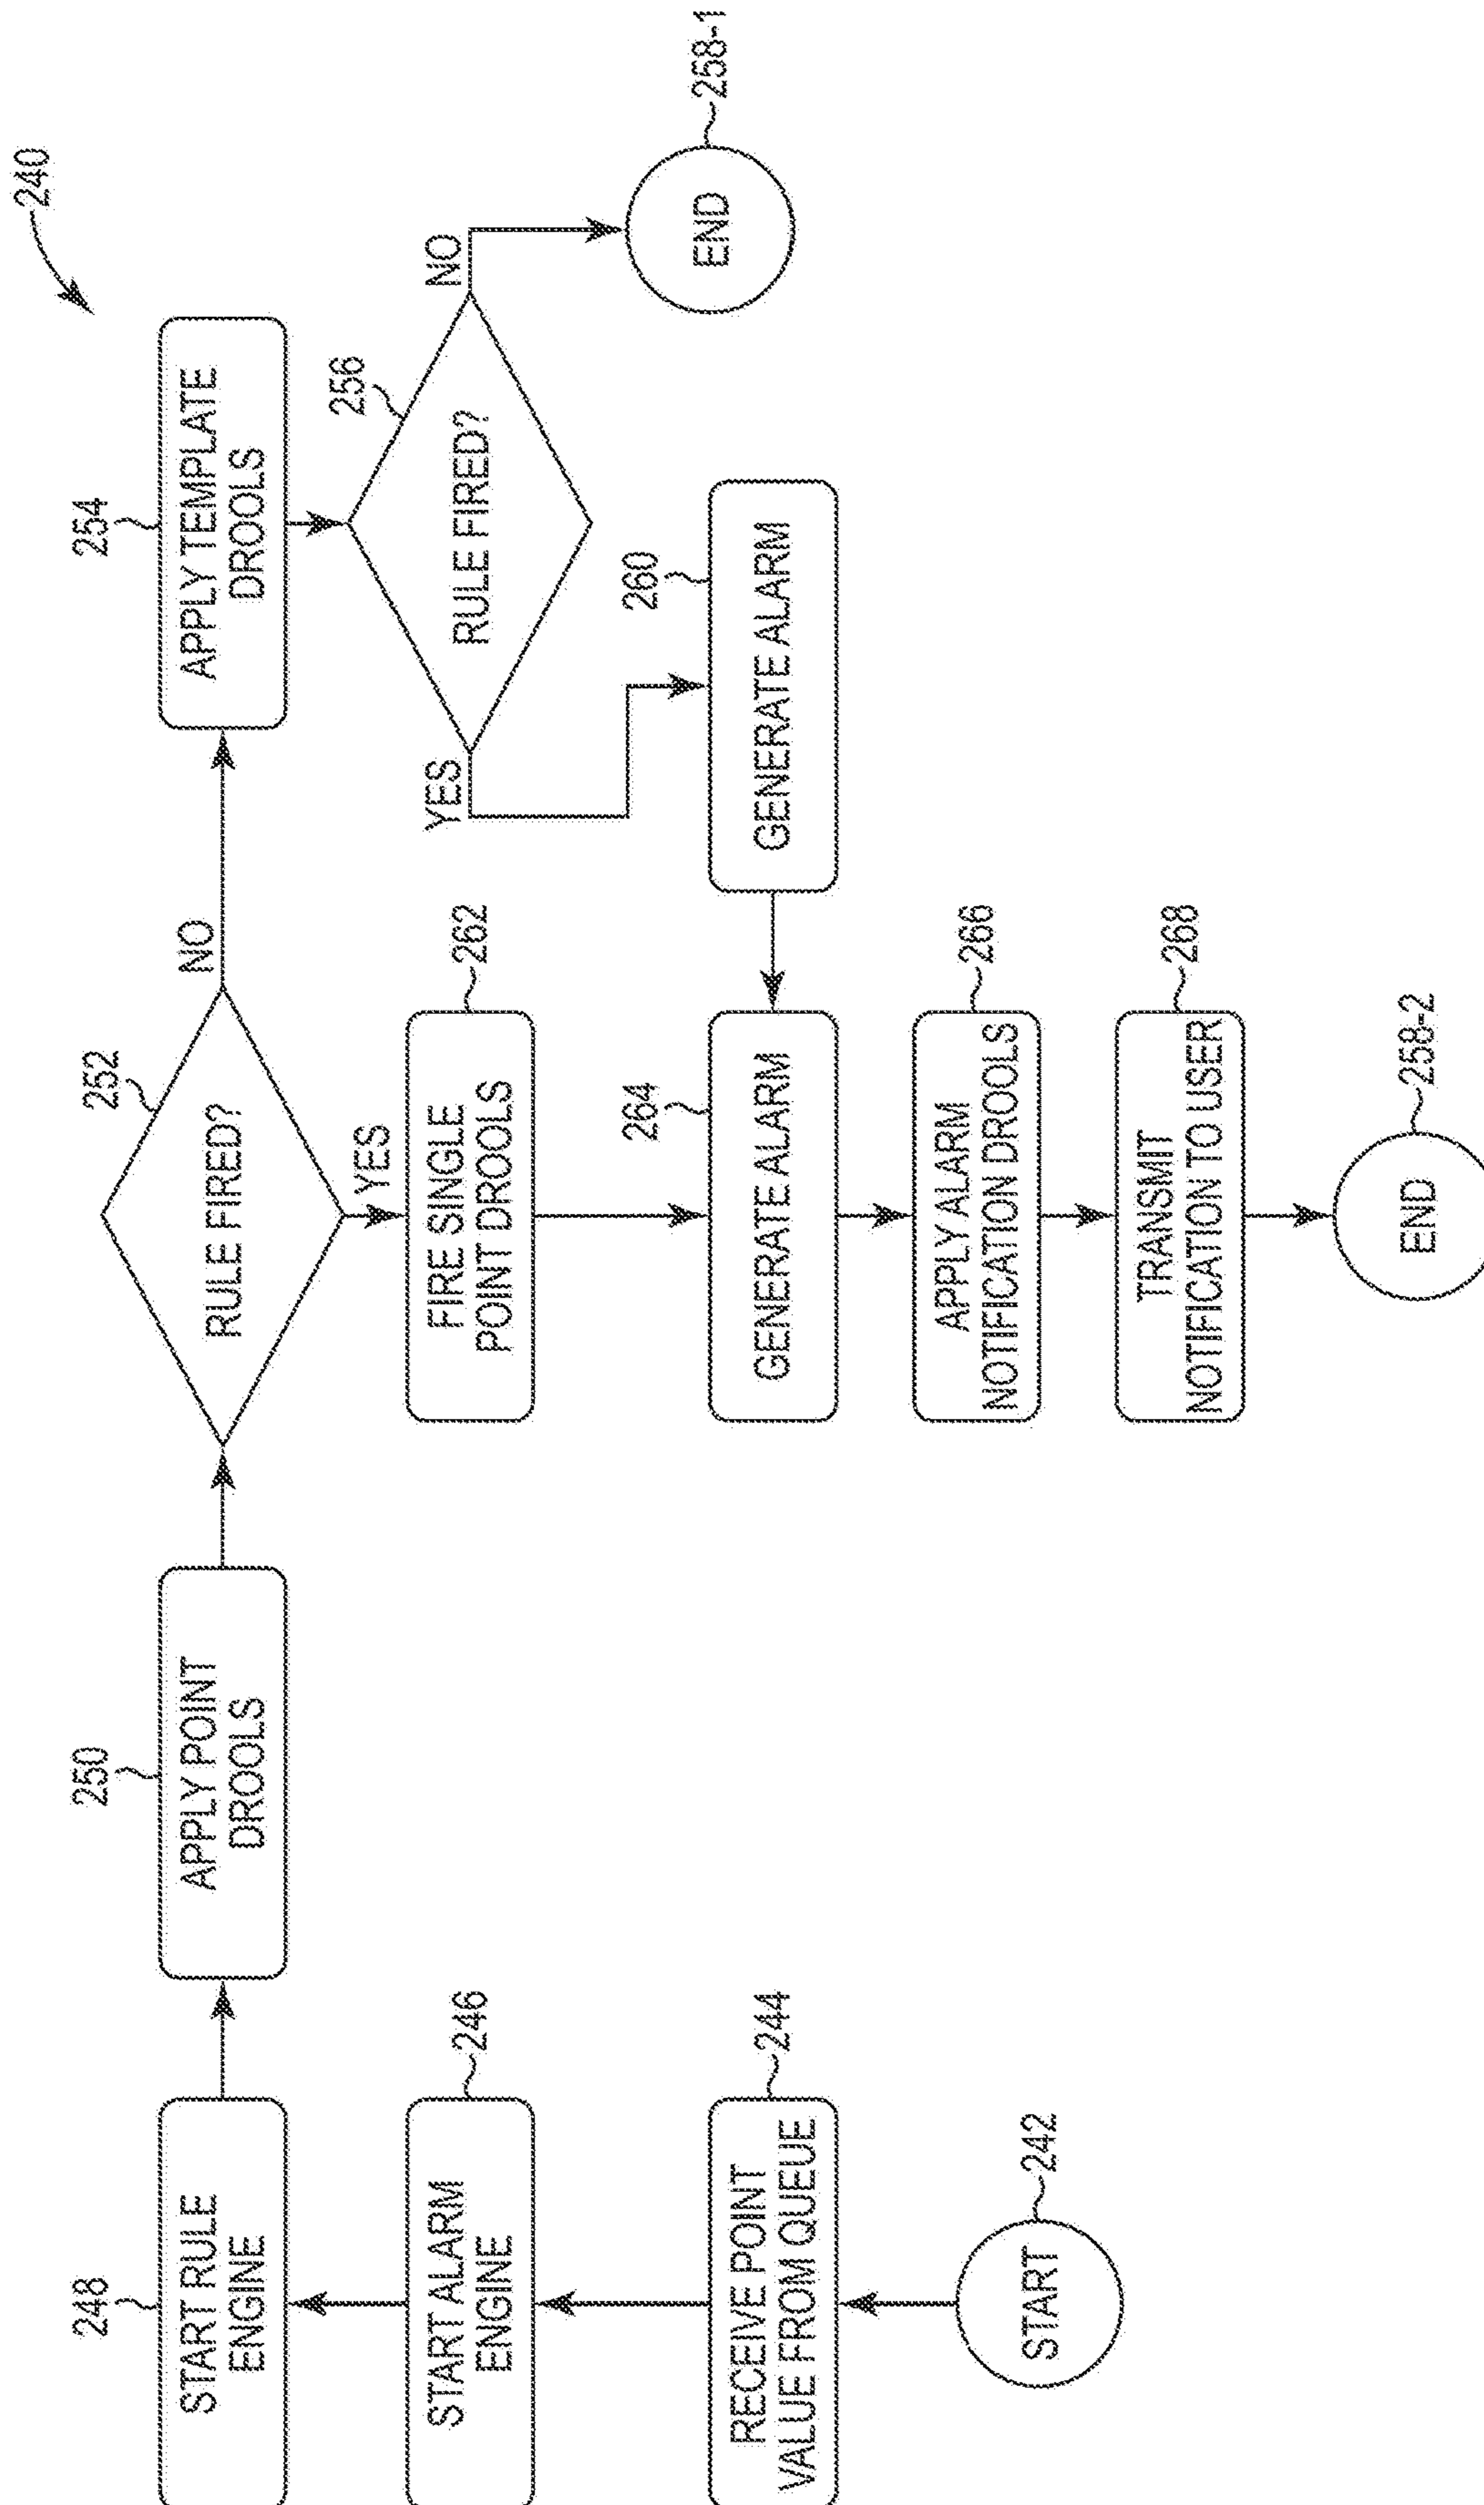 240
248
START RULE
ENGINE
250
APPLY POINT
DROOLS
252
RULE FIRED?
NO
254
APPLY TEMPLATE
DROOLS
246
START ALARM
ENGINE
YES
262
FIRE SINGLE
POINT DROOLS
256
RULE FIRED?
YES
NO
244
RECEIVE POINT
VALUE FROM QUEUE
264
GENERATE ALARM
260
GENERATE ALARM
END
258-1
242
START
266
APPLY ALARM
NOTIFICATION DROOLS
268
TRANSMIT
NOTIFICATION TO USER
END
258-2